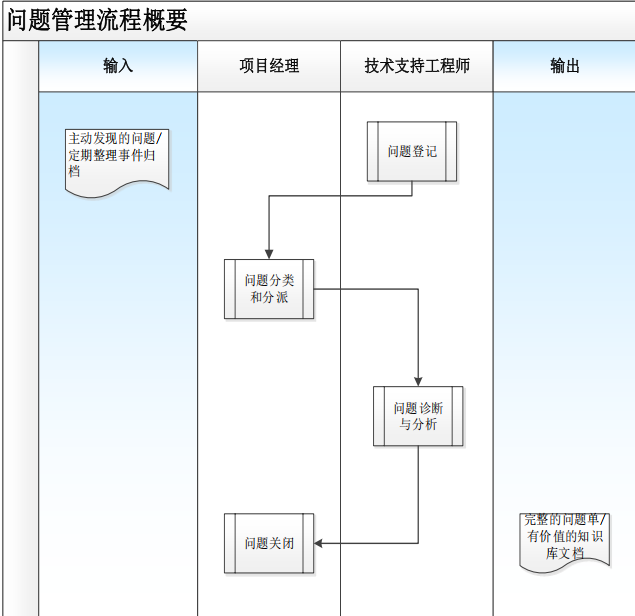 问题管理流程概要
输入
项目经理
技术支持工程师
输出
主动发现的问题/
定期整理事件归
档
问题登记
问题分类
和分派
问题诊断
与分析
问题关闭
完整的问题单/
有价值的知识
库文档